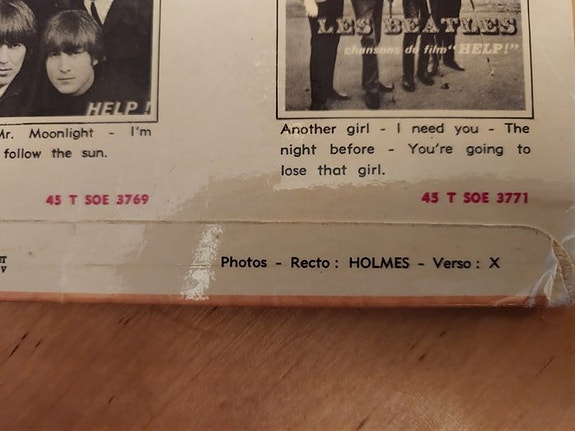 HELP !
Mr. Moonlight - I'm
follow the sun.
45 T SOE 3769
LES BEATLES
chansons du film "HELP!"
Another girl - I need you - The
night before - You're going to
lose that girl.
45 T SOE 3771
Photos - Recto : HOLMES - Verso : X